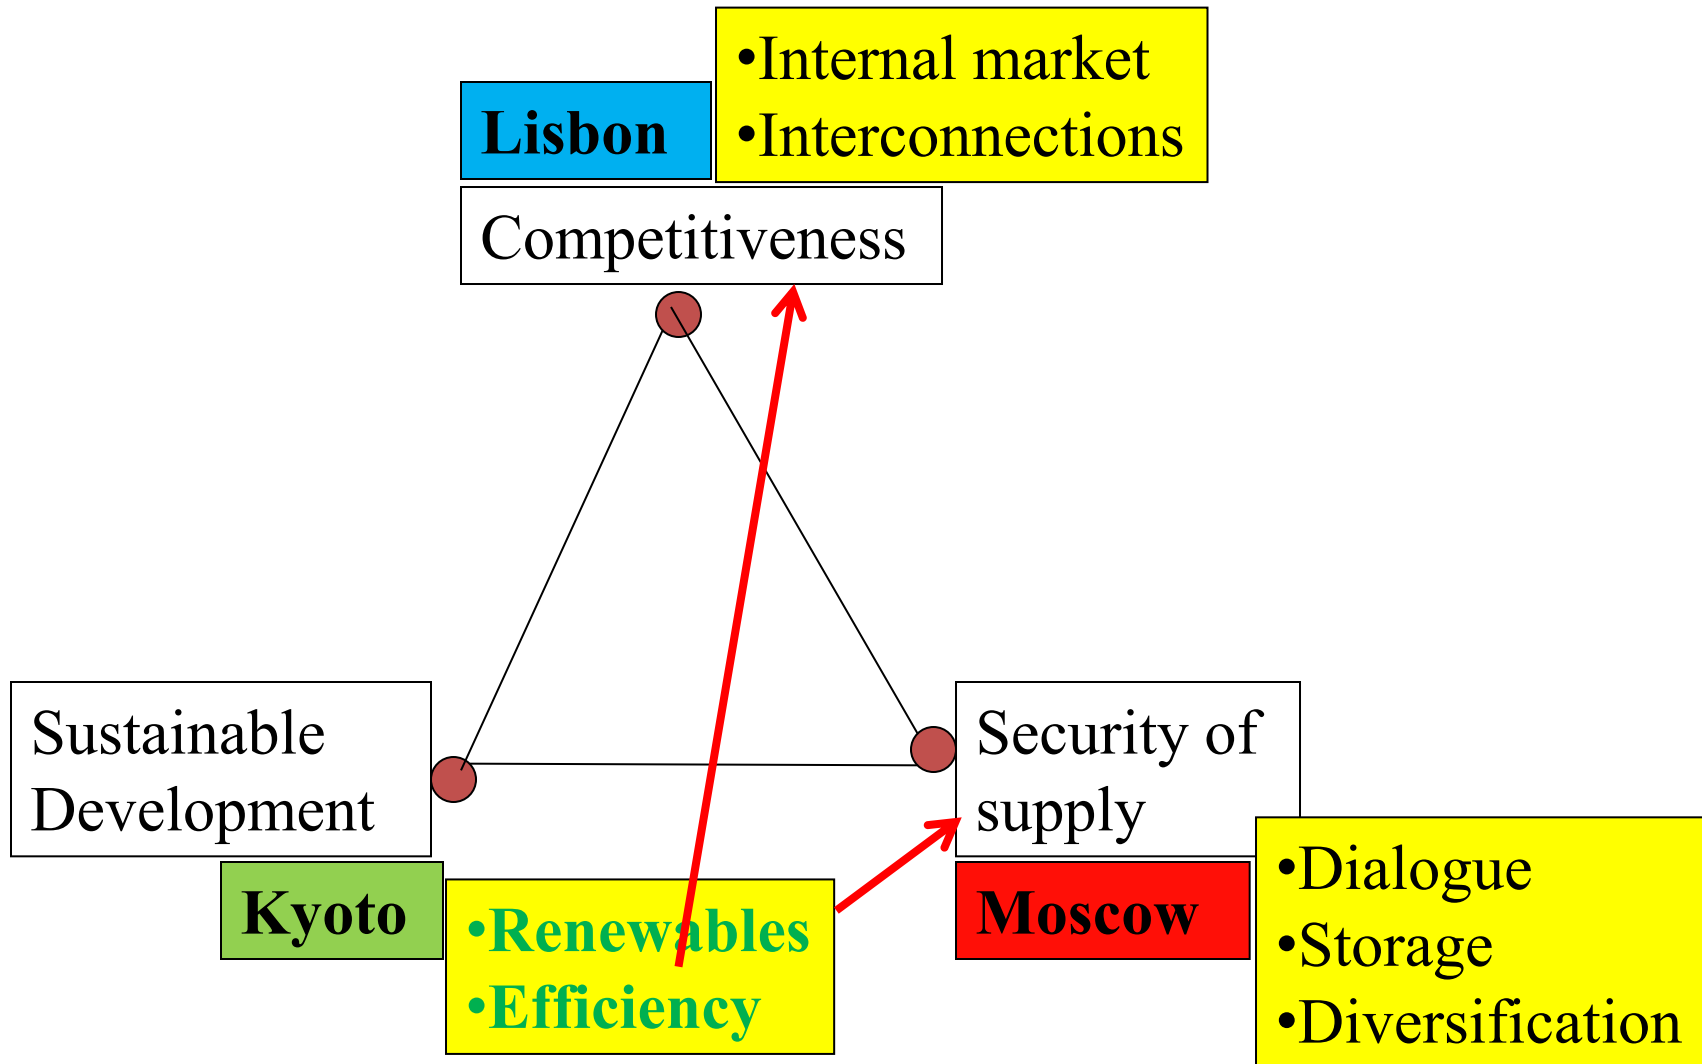 •Internal market
•Interconnections
Lisbon
Competitiveness
Sustainable
Development
Security of
supply
Kyoto
•Renewables
•Efficiency
Moscow
•Dialogue
•Storage
•Diversification